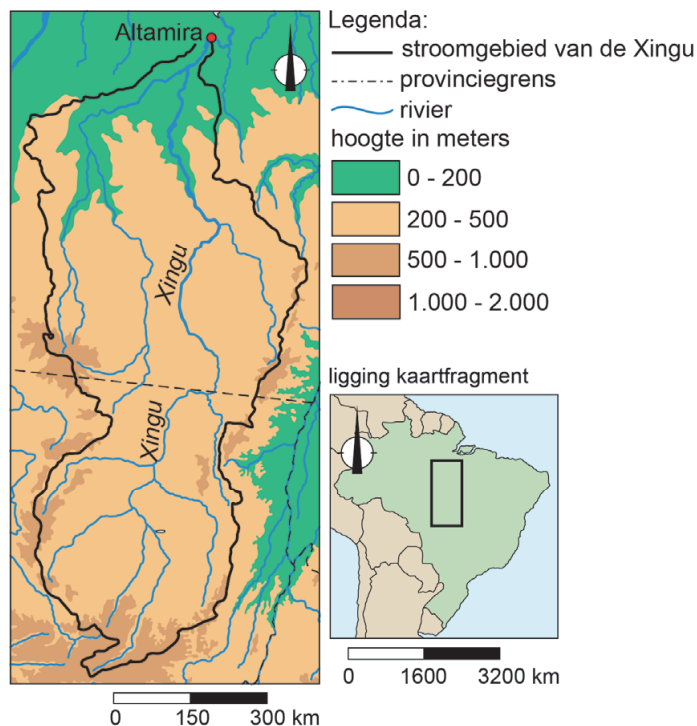 Altamira
Xingu
Xingu
0 150 300 km
Legenda:
stroomgebied van de Xingu
provinciegrens
rivier
hoogte in meters
0 - 200
200 - 500
500 - 1.000
1.000 - 2.000
ligging kaartfragment
0 1600 3200 km